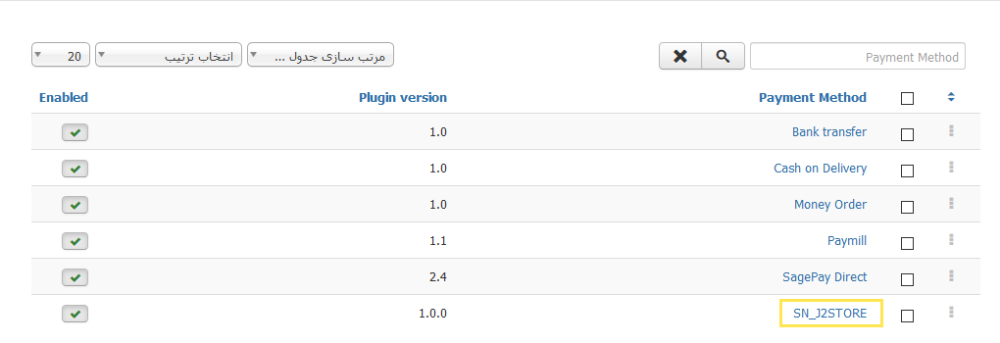 Payment Method مرتب سازی جدول ... انتخاب ترتیب 20
Payment Method Plugin version Enabled
Bank transfer 1.0
Cash on Delivery 1.0
Money Order 1.0
Paymill 1.1
SagePay Direct 2.4
SN_J2STORE 1.0.0